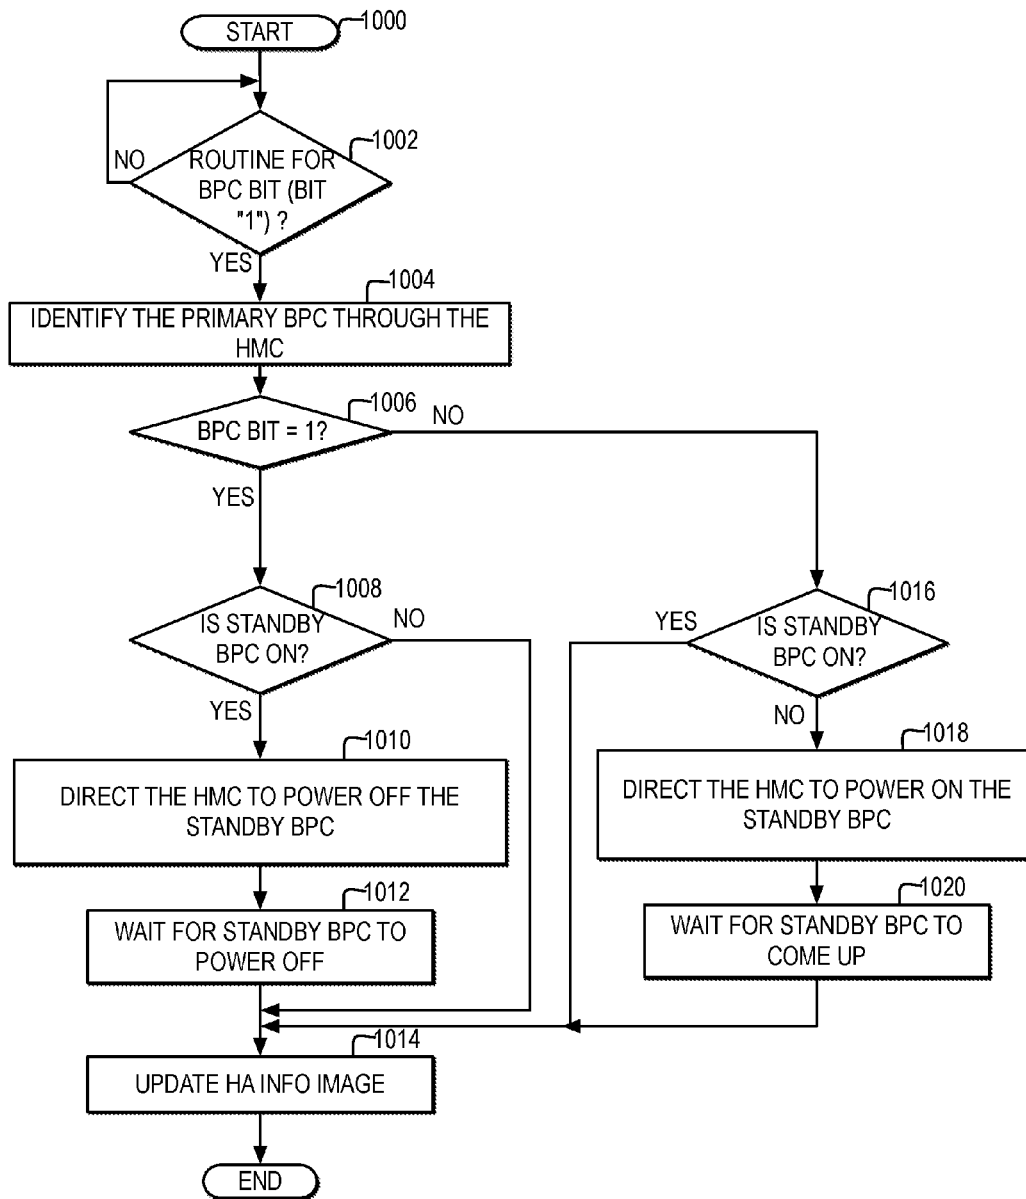 START
1000
1002
NO
ROUTINE FOR
BPC BIT (BIT
"1") ?
YES
1004
IDENTIFY THE PRIMARY BPC THROUGH THE
HMC
1006
BPC BIT = 1?
NO
YES
1008
IS STANDBY
BPC ON?
NO
YES
1016
IS STANDBY
BPC ON?
YES
NO
1010
DIRECT THE HMC TO POWER OFF THE
STANDBY BPC
1018
DIRECT THE HMC TO POWER ON THE
STANDBY BPC
1012
WAIT FOR STANDBY BPC TO
POWER OFF
1020
WAIT FOR STANDBY BPC TO
COME UP
1014
UPDATE HA INFO IMAGE
END